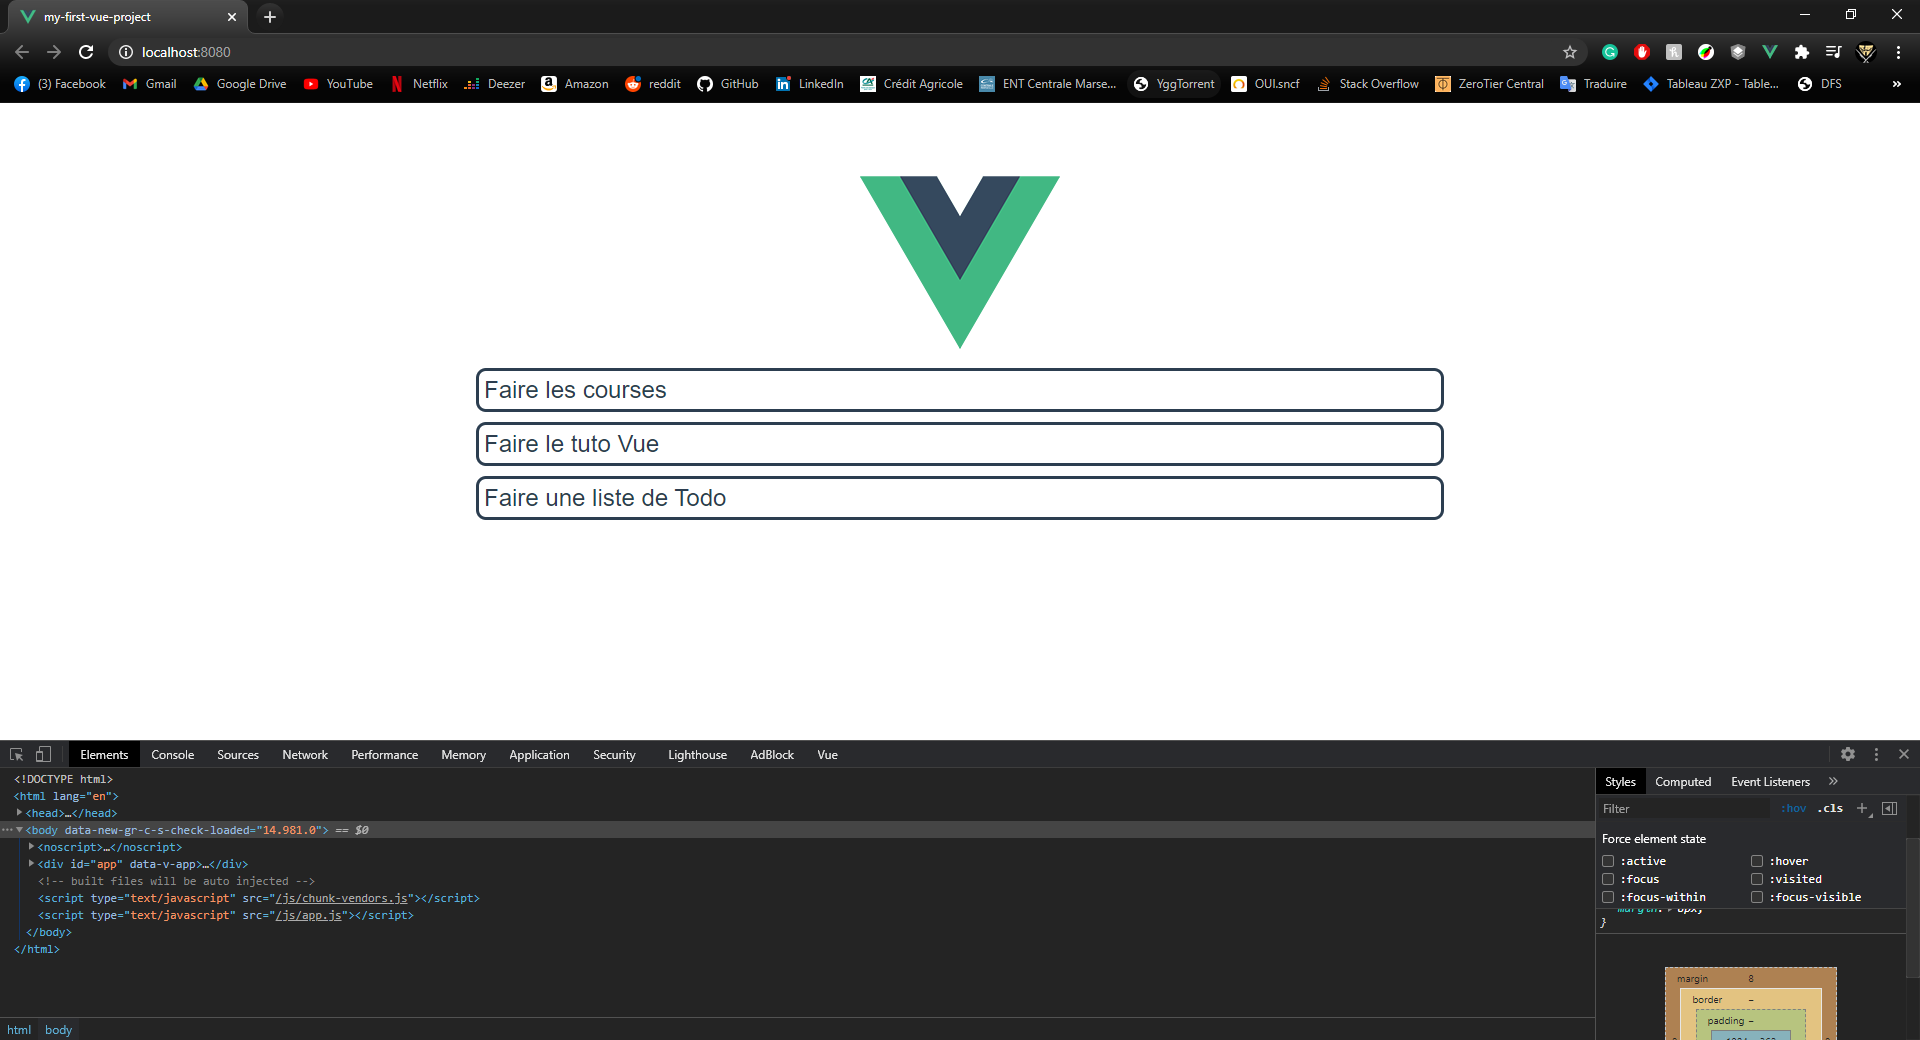 my-first-vue-project
localhost:8080
(3) Facebook Gmail Google Drive YouTube Netflix Deezer Amazon reddit GitHub LinkedIn Crédit Agricole ENT Centrale Marse... YggTorrent OUI.sncf Stack Overflow ZeroTier Central Traduire Tableau ZXP - Table... DFS »
Faire les courses
Faire le tuto Vue
Faire une liste de Todo
Elements Console Sources Network Performance Memory Application Security Lighthouse AdBlock Vue
<!DOCTYPE html>
<html lang="en">
<head>…</head>
<body data-new-gr-c-s-check-loaded="14.981.0"> == $0
<noscript>…</noscript>
<div id="app" data-v-app>…</div>
<!-- built files will be auto injected -->
<script type="text/javascript" src="/js/chunk-vendors.js"></script>
<script type="text/javascript" src="/js/app.js"></script>
</body>
</html>
html body
Styles Computed Event Listeners »
Filter :hov .cls
Force element state
:active :hover
:focus :visited
:focus-within :focus-visible
}
margin 8
border –
padding –